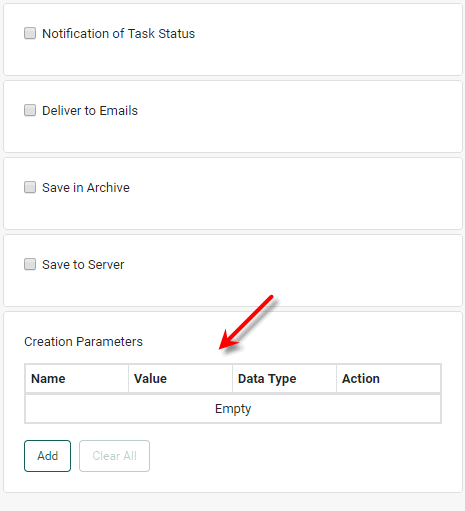 Notification of Task Status
Deliver to Emails
Save in Archive
Save to Server
Creation Parameters
Name Value Data Type Action
Empty
Add Clear All